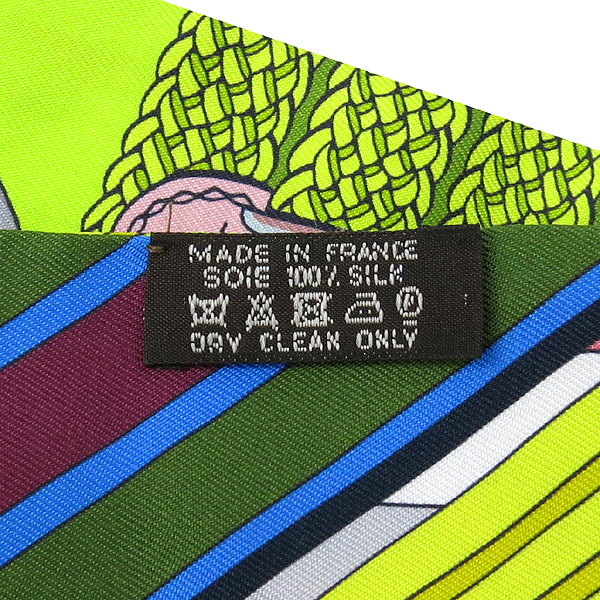 MADE IN FRANCE
SOIE 100% SILK
P
DRY CLEAN ONLY